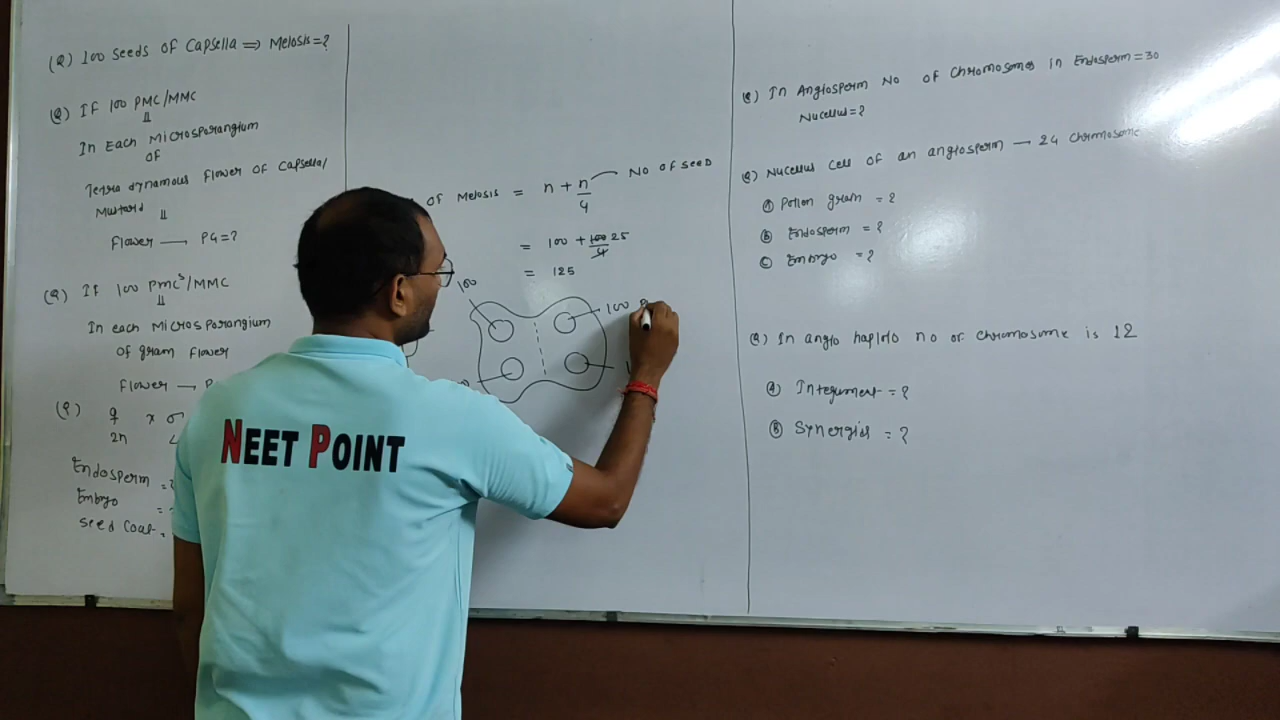 (Q) 100 Seeds of Capsella ⇒ Meiosis = ?
(Q) If 100 PMC/MMC
In Each Microsporangium
OF
Tetra dynamous Flower of Capsella/
Mustard
Flower — PG = ?
(Q) If 100 PMC's/MMC
In each Microsporangium
of gram flower
Flower →
(Q) ♀ x ♂
2n
Endosperm = ?
Embryo =
Seed Coat =
of Meiosis = n + n/4 No of Seed
= 100 + 100/4 25
= 125
100
100
NEET POINT
(Q) In Angiosperm No of Chromosomes in Endosperm = 30
Nucellus = ?
(Q) Nucellus cell of an angiosperm — 24 Chrmosome
(A) Pollon grain = ?
(b) Endosperm = ?
(C) Embryo = ?
(Q) In angio haploid no of chromosome is 12
(A) Integument = ?
(B) Synergid = ?